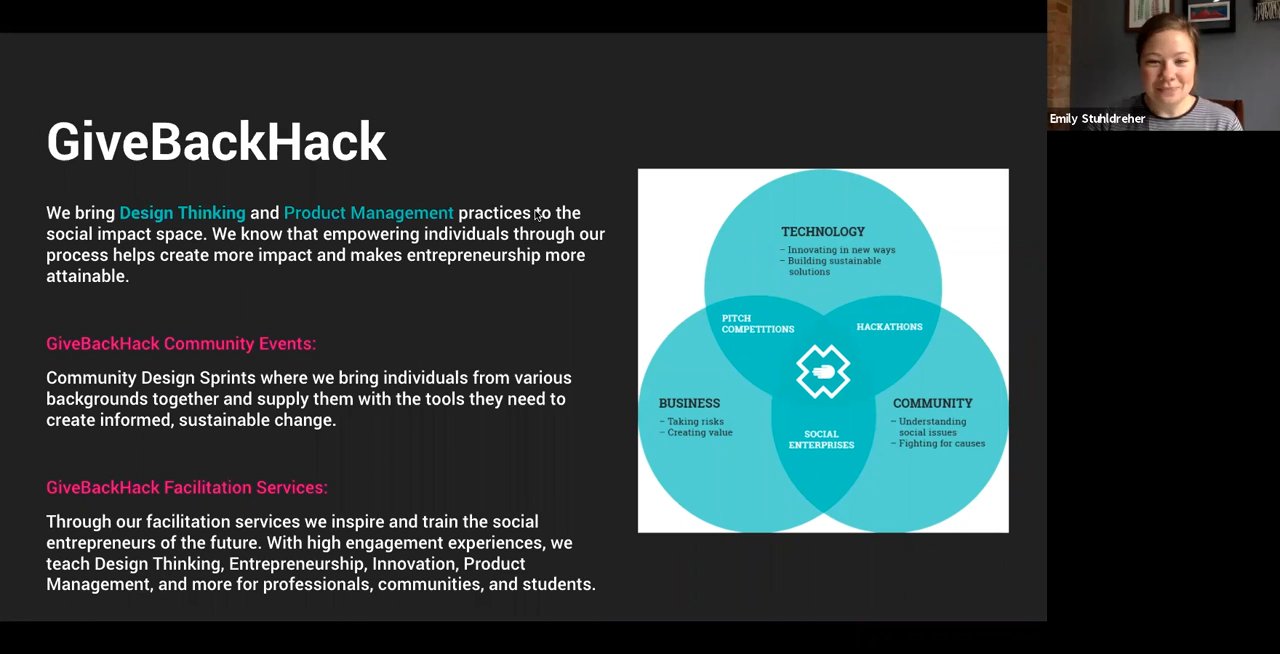 GiveBackHack
We bring Design Thinking and Product Management practices to the
social impact space. We know that empowering individuals through our
process helps create more impact and makes entrepreneurship more
attainable.
GiveBackHack Community Events:
Community Design Sprints where we bring individuals from various
backgrounds together and supply them with the tools they need to
create informed, sustainable change.
GiveBackHack Facilitation Services:
Through our facilitation services we inspire and train the social
entrepreneurs of the future. With high engagement experiences, we
teach Design Thinking, Entrepreneurship, Innovation, Product
Management, and more for professionals, communities, and students.
TECHNOLOGY
– Innovating in new ways
– Building sustainable
solutions
PITCH
COMPETITIONS
HACKATHONS
BUSINESS
– Taking risks
– Creating value
COMMUNITY
– Understanding
social issues
– Fighting for causes
SOCIAL
ENTERPRISES
Emily Stuhldreher